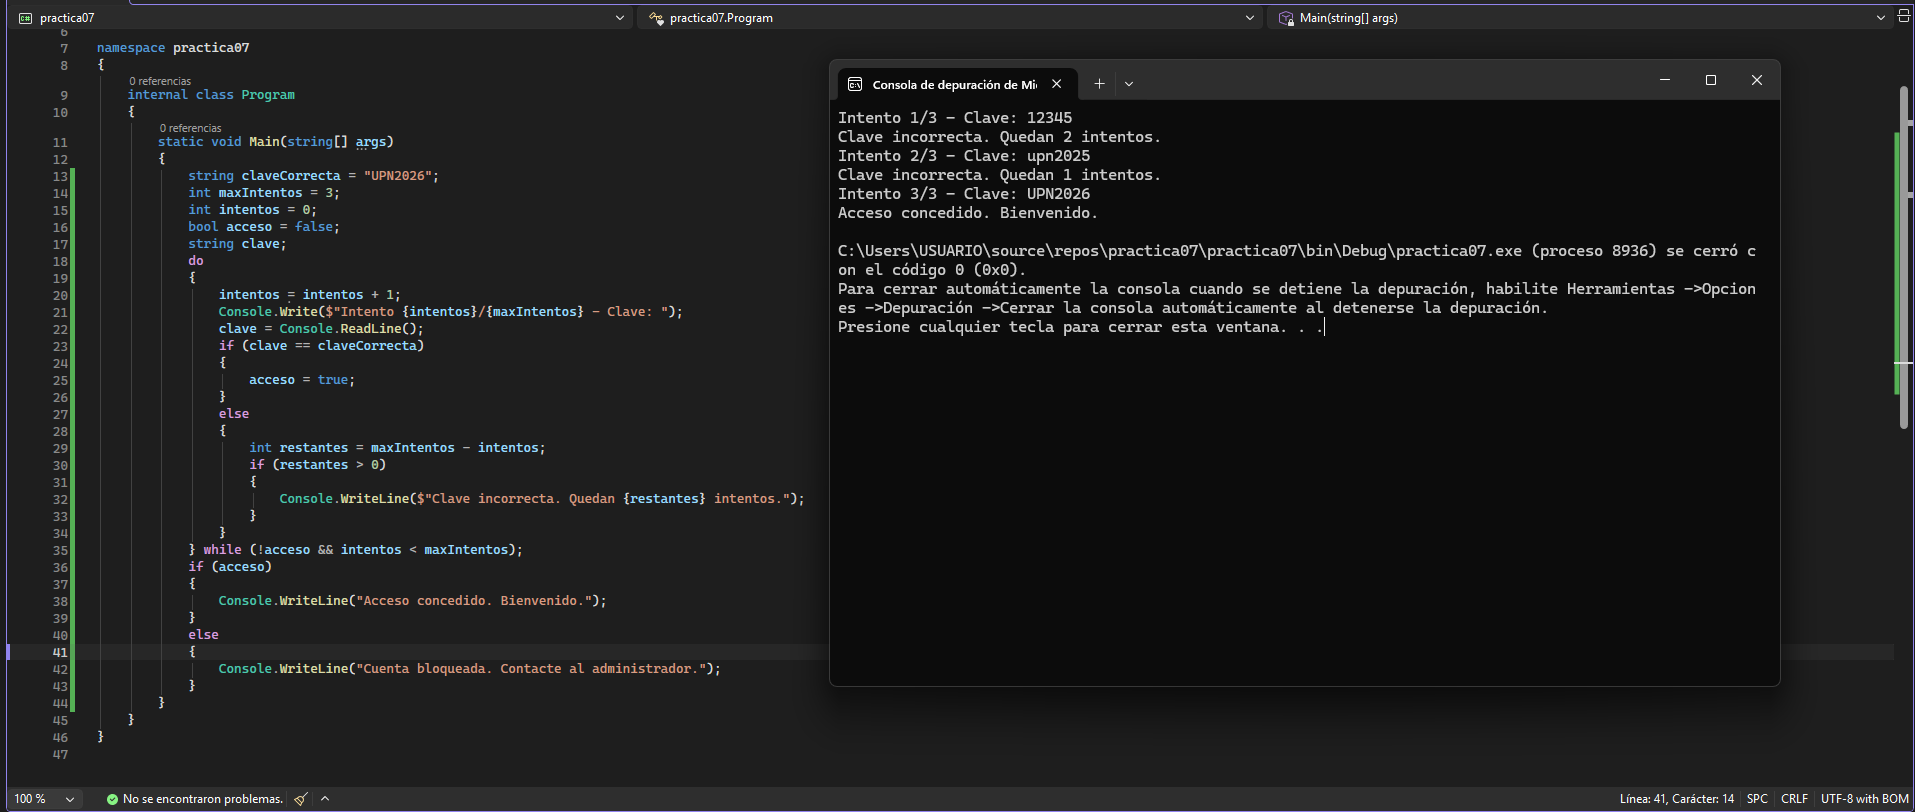 practica07
practica07.Program
Main(string[] args)
6
7 namespace practica07
8 {
0 referencias
9 internal class Program
10 {
0 referencias
11 static void Main(string[] args)
12 {
13 string claveCorrecta = "UPN2026";
14 int maxIntentos = 3;
15 int intentos = 0;
16 bool acceso = false;
17 string clave;
18 do
19 {
20 intentos = intentos + 1;
21 Console.Write($"Intento {intentos}/{maxIntentos} - Clave: ");
22 clave = Console.ReadLine();
23 if (clave == claveCorrecta)
24 {
25 acceso = true;
26 }
27 else
28 {
29 int restantes = maxIntentos - intentos;
30 if (restantes > 0)
31 {
32 Console.WriteLine($"Clave incorrecta. Quedan {restantes} intentos.");
33 }
34 }
35 } while (!acceso && intentos < maxIntentos);
36 if (acceso)
37 {
38 Console.WriteLine("Acceso concedido. Bienvenido.");
39 }
40 else
41 {
42 Console.WriteLine("Cuenta bloqueada. Contacte al administrador.");
43 }
44 }
45 }
46 }
47
Consola de depuración de Mi
Intento 1/3 - Clave: 12345
Clave incorrecta. Quedan 2 intentos.
Intento 2/3 - Clave: upn2025
Clave incorrecta. Quedan 1 intentos.
Intento 3/3 - Clave: UPN2026
Acceso concedido. Bienvenido.
C:\Users\USUARIO\source\repos\practica07\practica07\bin\Debug\practica07.exe (proceso 8936) se cerró c
on el código 0 (0x0).
Para cerrar automáticamente la consola cuando se detiene la depuración, habilite Herramientas ->Opcion
es ->Depuración ->Cerrar la consola automáticamente al detenerse la depuración.
Presione cualquier tecla para cerrar esta ventana. . .
100 %
No se encontraron problemas.
Línea: 41, Carácter: 14 SPC CRLF UTF-8 with BOM